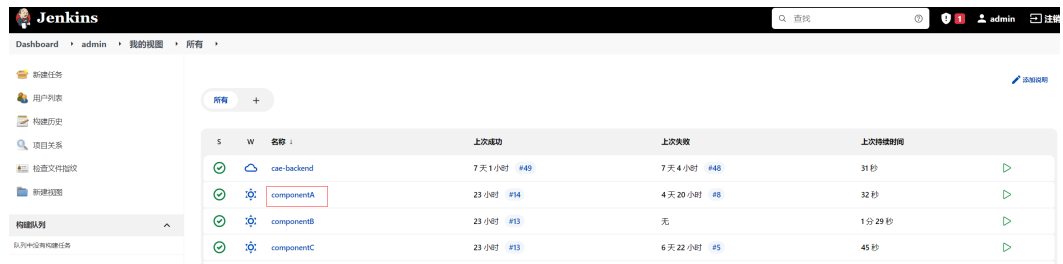 Jenkins 查找 1 admin 注销
Dashboard admin 我的视图 所有
新建任务
添加说明
用户列表
所有 +
构建历史
项目关系
S W 名称 ↓ 上次成功 上次失败 上次持续时间
检查文件指纹
cae-backend 7 天 1 小时 #49 7 天 4 小时 #48 31 秒
新建视图
componentA 23 小时 #14 4 天 20 小时 #8 32 秒
构建队列
componentB 23 小时 #13 无 1 分 29 秒
队列中没有构建任务
componentC 23 小时 #13 6 天 22 小时 #5 45 秒